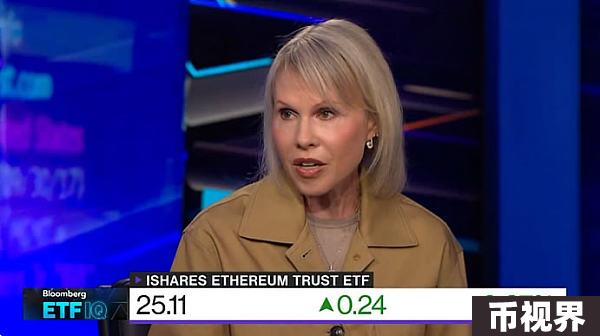 ISHARES ETHEREUM TRUST ETF
Bloomberg
ETF IQ
25.11 ▲0.24
币视界